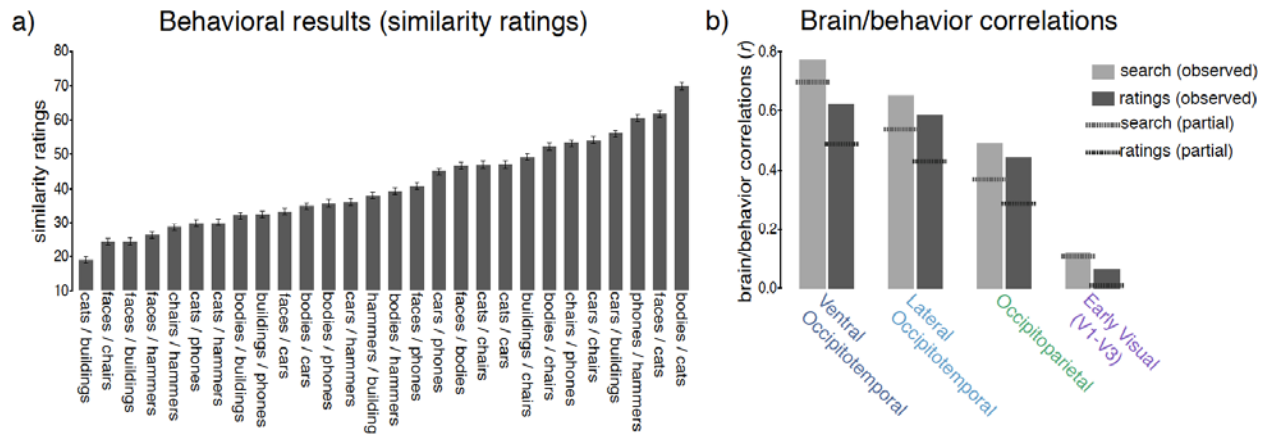 a)
Behavioral results (similarity ratings)
similarity ratings
80
70
60
50
40
30
20
10
cats / buildings
faces / chairs
faces / buildings
faces / hammers
chairs / hammers
cats / phones
cats / hammers
bodies / buildings
buildings / phones
faces / cars
bodies / cars
bodies / phones
cars / hammers
hammers / building
bodies / hammers
faces / phones
cars / phones
faces / bodies
cats / chairs
cats / cars
buildings / chairs
bodies / chairs
chairs / phones
cars / chairs
cars / buildings
phones / hammers
faces / cats
bodies / cats
b)
Brain/behavior correlations
brain/behavior correlations (r)
0.8
0.6
0.4
0.2
0.0
search (observed)
ratings (observed)
search (partial)
ratings (partial)
Ventral
Occipitotemporal
Lateral
Occipitotemporal
Occipitoparietal
Early Visual
(V1-V3)